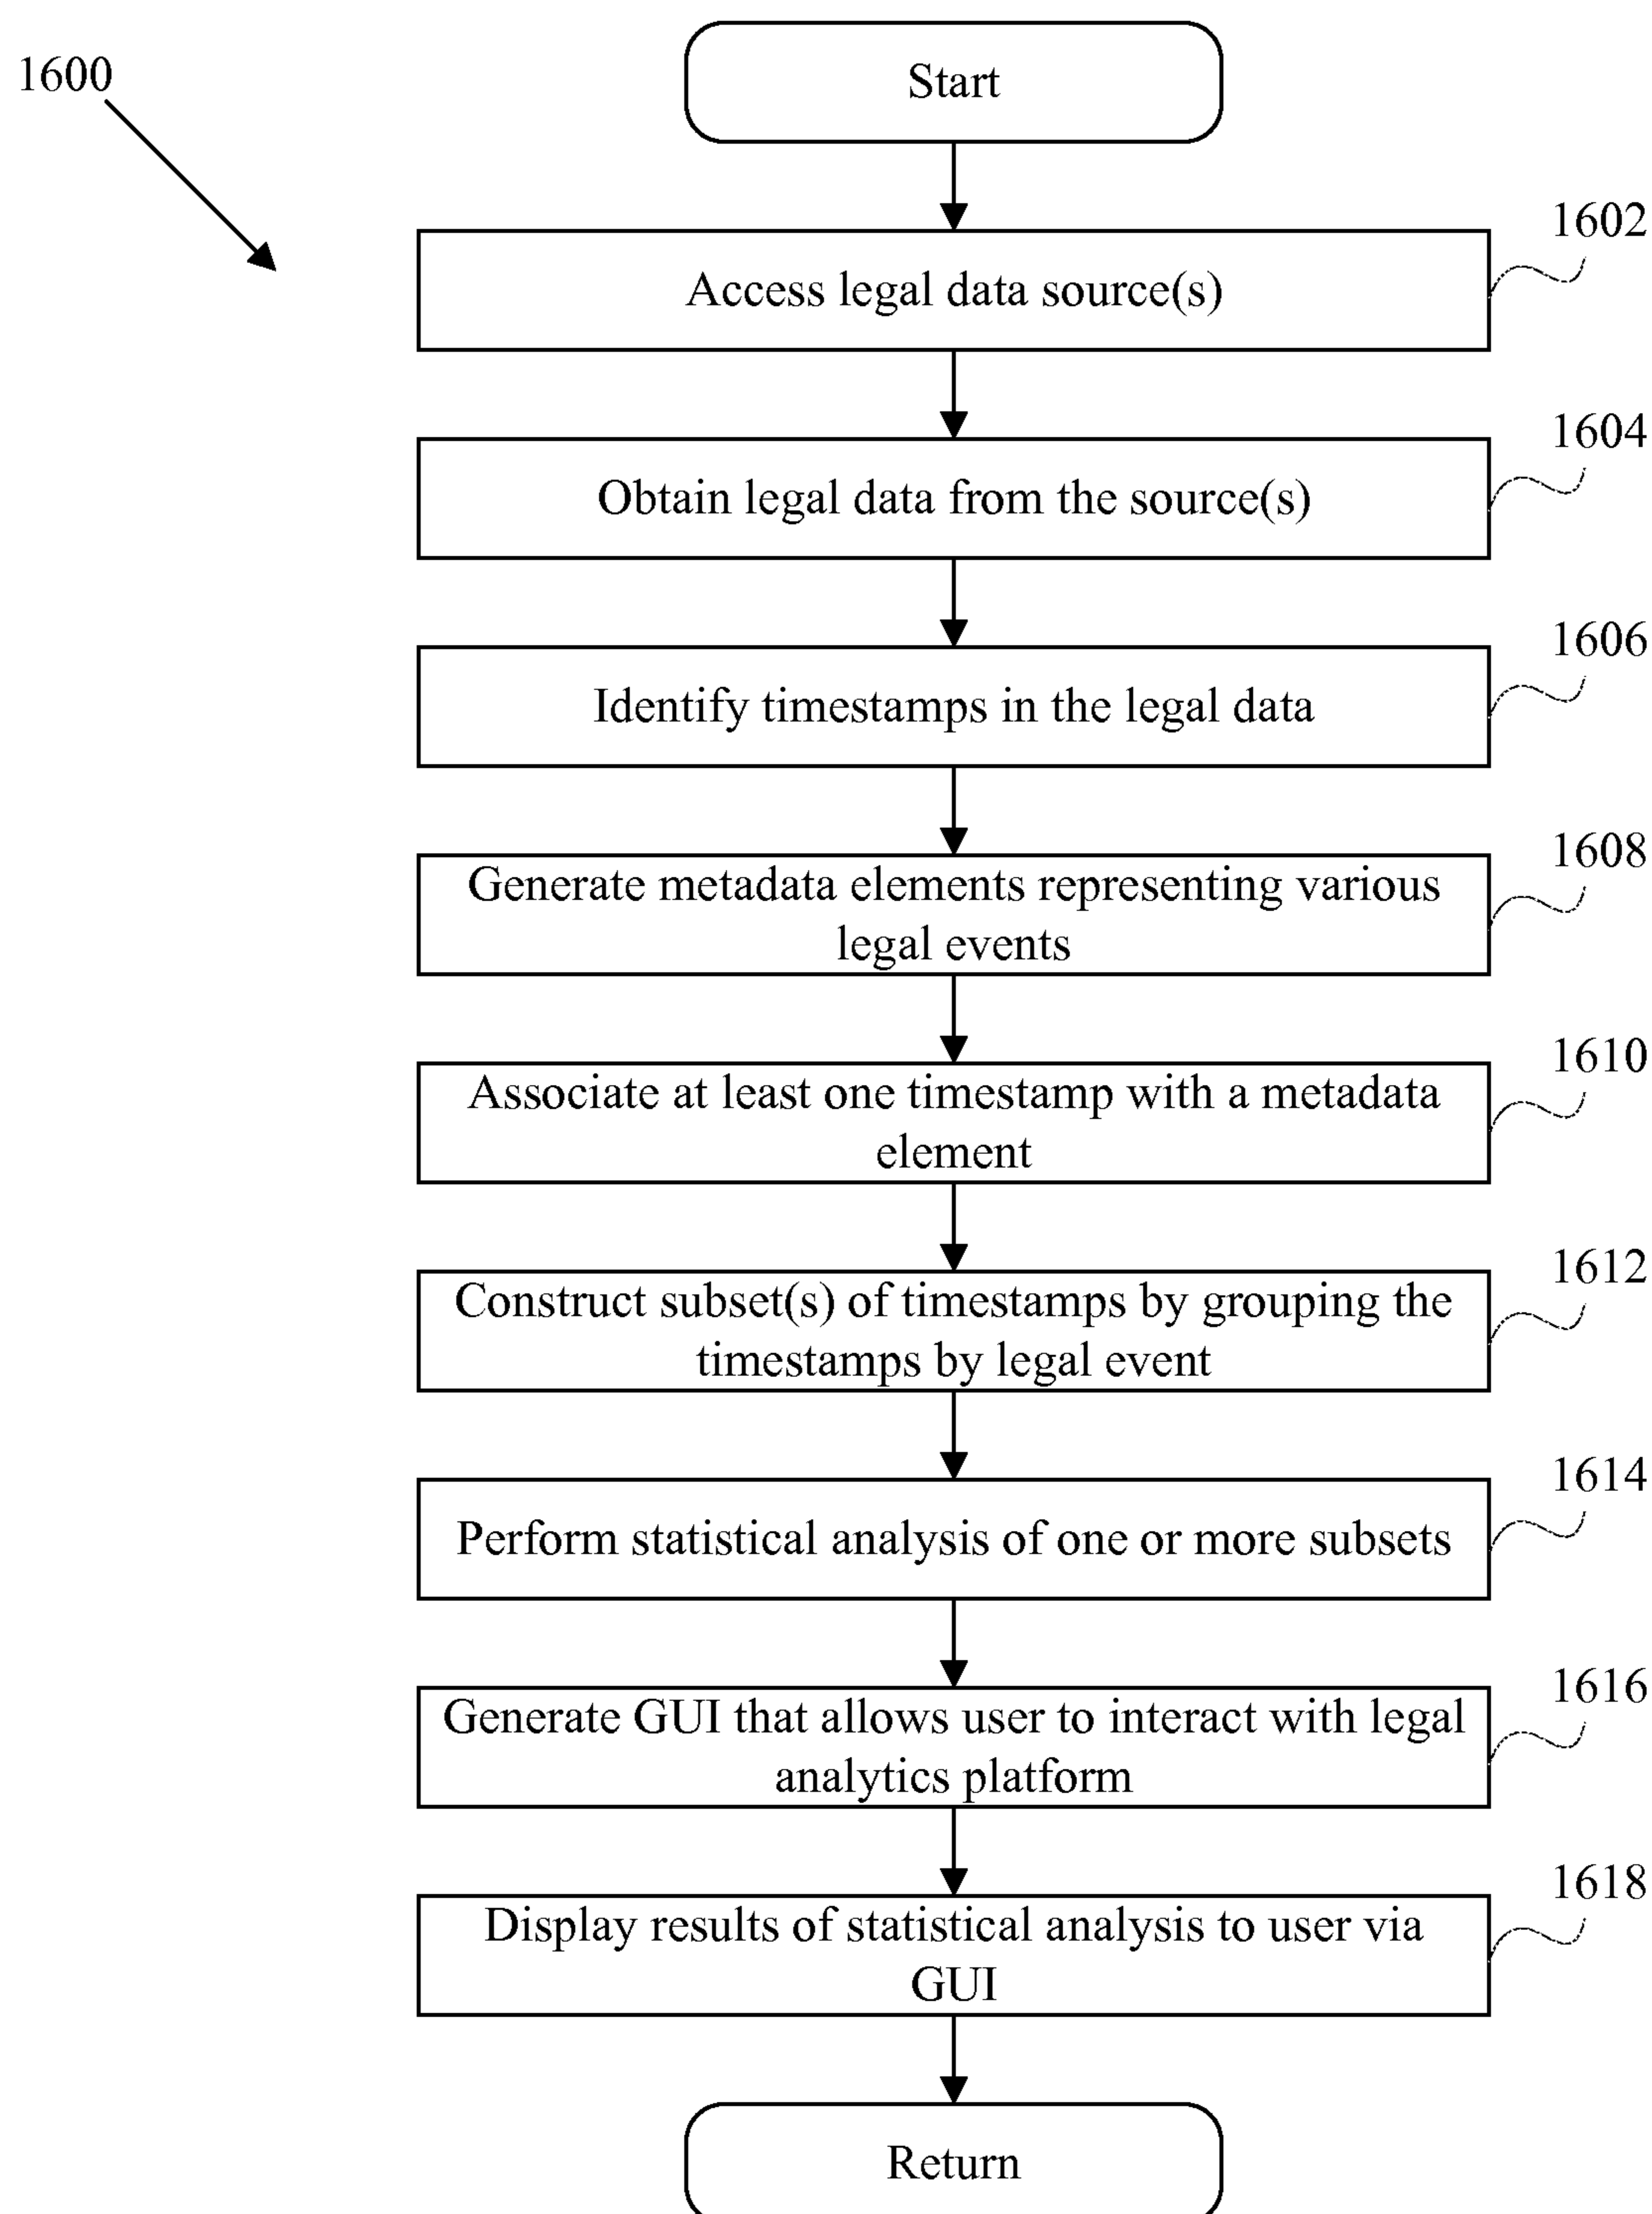 1600
Start
1602
Access legal data source(s)
1604
Obtain legal data from the source(s)
1606
Identify timestamps in the legal data
1608
Generate metadata elements representing various
legal events
1610
Associate at least one timestamp with a metadata
element
1612
Construct subset(s) of timestamps by grouping the
timestamps by legal event
1614
Perform statistical analysis of one or more subsets
1616
Generate GUI that allows user to interact with legal
analytics platform
1618
Display results of statistical analysis to user via
GUI
Return